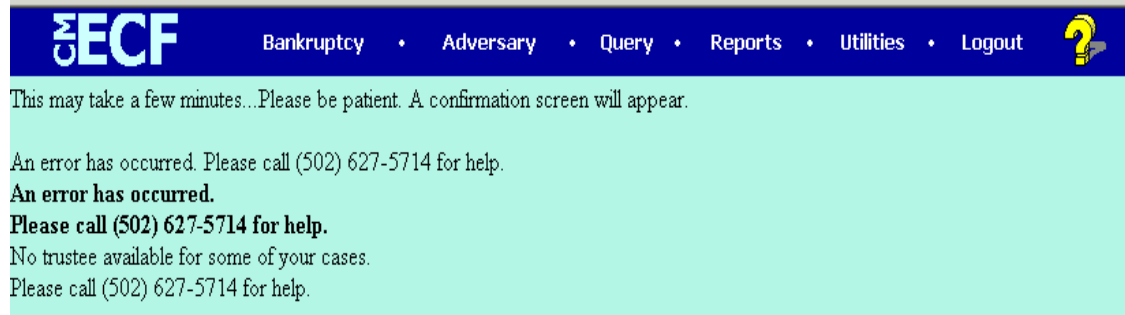 CM ECF Bankruptcy • Adversary • Query • Reports • Utilities • Logout ?
This may take a few minutes...Please be patient. A confirmation screen will appear.
An error has occurred. Please call (502) 627-5714 for help.
An error has occurred.
Please call (502) 627-5714 for help.
No trustee available for some of your cases.
Please call (502) 627-5714 for help.